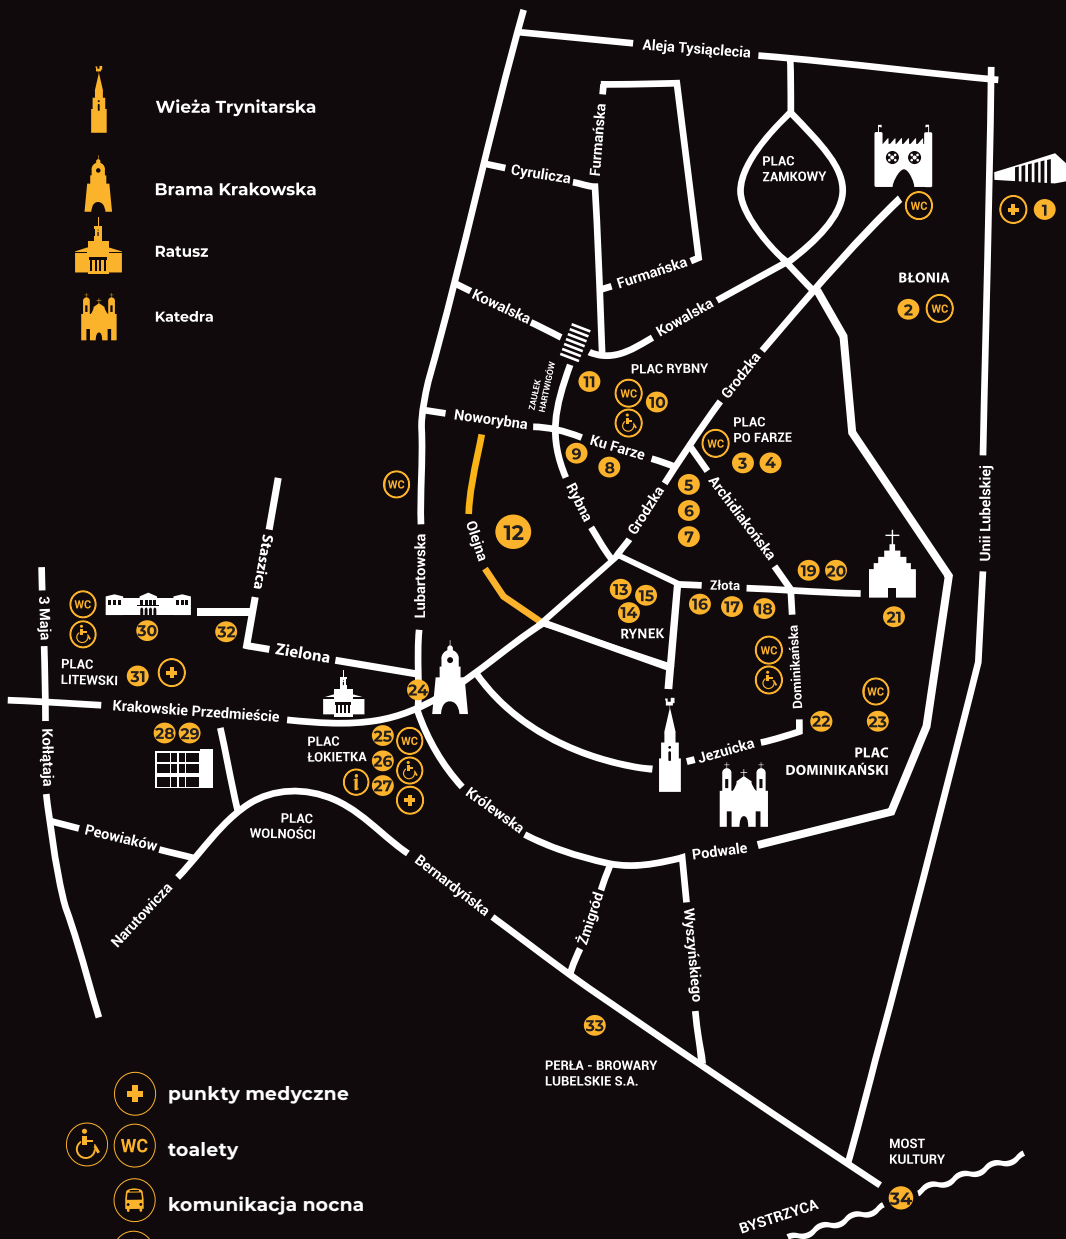 Aleja Tysiąclecia
Wieża Trynitarska
Furmańska
PLAC
ZAMKOWY
Cyrulicza
Brama Krakowska
WC
1
Ratusz
Furmańska
BŁONIA
2
WC
Kowalska
Kowalska
Katedra
ZAUŁEK
HARTWIGÓW
PLAC RYBNY
11
WC
10
Grodzka
Noworybna
PLAC
PO FARZE
WC
3
4
Ku Farze
9
8
WC
5
6
7
Rybna
Grodzka
Archidiakońska
Unii Lubelskiej
12
Olejna
Staszica
Lubartowska
19
20
13
15
14
RYNEK
Złota
16
17
18
21
3 Maja
WC
30
32
Zielona
PLAC
LITEWSKI
31
WC
Dominikańska
24
WC
23
22
Krakowskie Przedmieście
28
29
Kołłątaja
PLAC
ŁOKIETKA
25
WC
26
i
27
Jezuicka
PLAC
DOMINIKAŃSKI
Królewska
PLAC
WOLNOŚCI
Peowiaków
Podwale
Bernardyńska
Narutowicza
Żmigród
Wyszyńskiego
33
PERŁA - BROWARY
LUBELSKIE S.A.
punkty medyczne
WC
toalety
komunikacja nocna
MOST
KULTURY
34
BYSTRZYCA